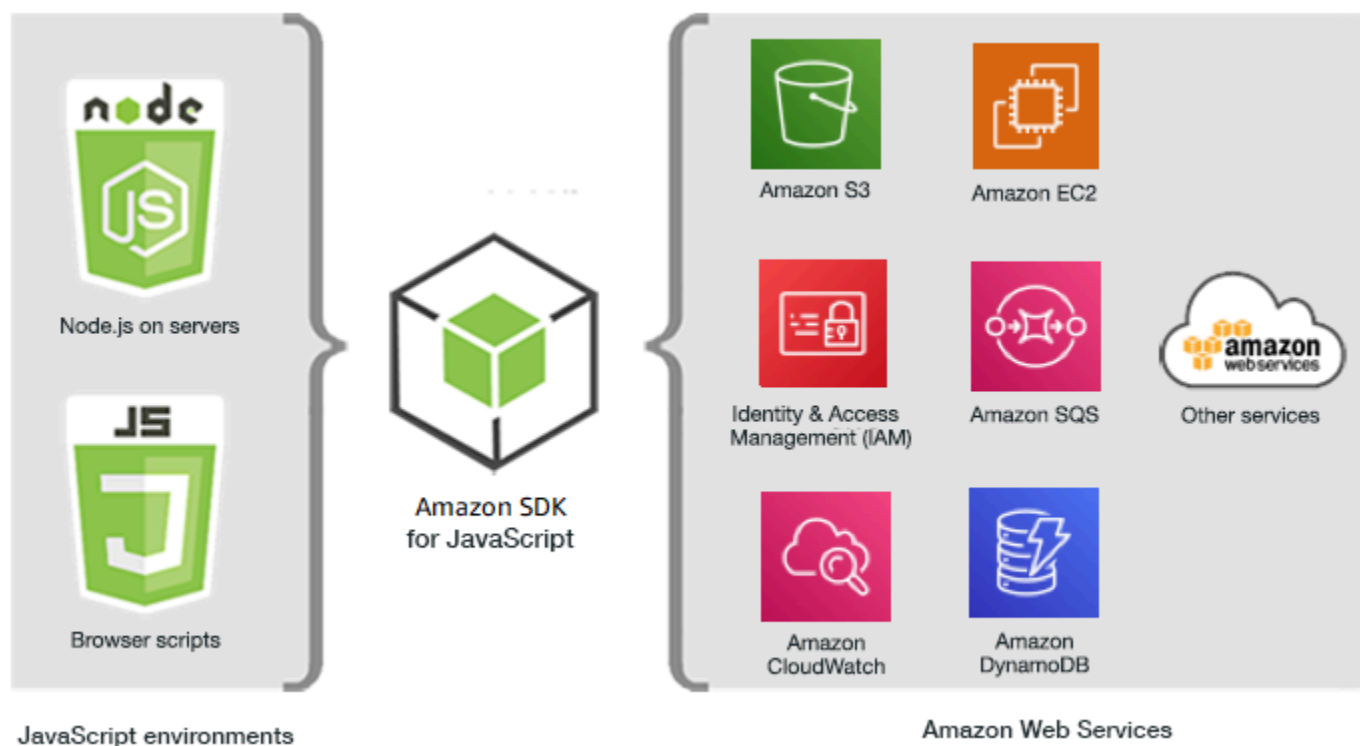 node
JS
Node.js on servers
JS
Browser scripts
JavaScript environments
Amazon SDK
for JavaScript
Amazon S3
Amazon EC2
Identity & Access
Management (IAM)
Amazon SQS
amazon
webservices
Other services
Amazon
CloudWatch
Amazon
DynamoDB
Amazon Web Services